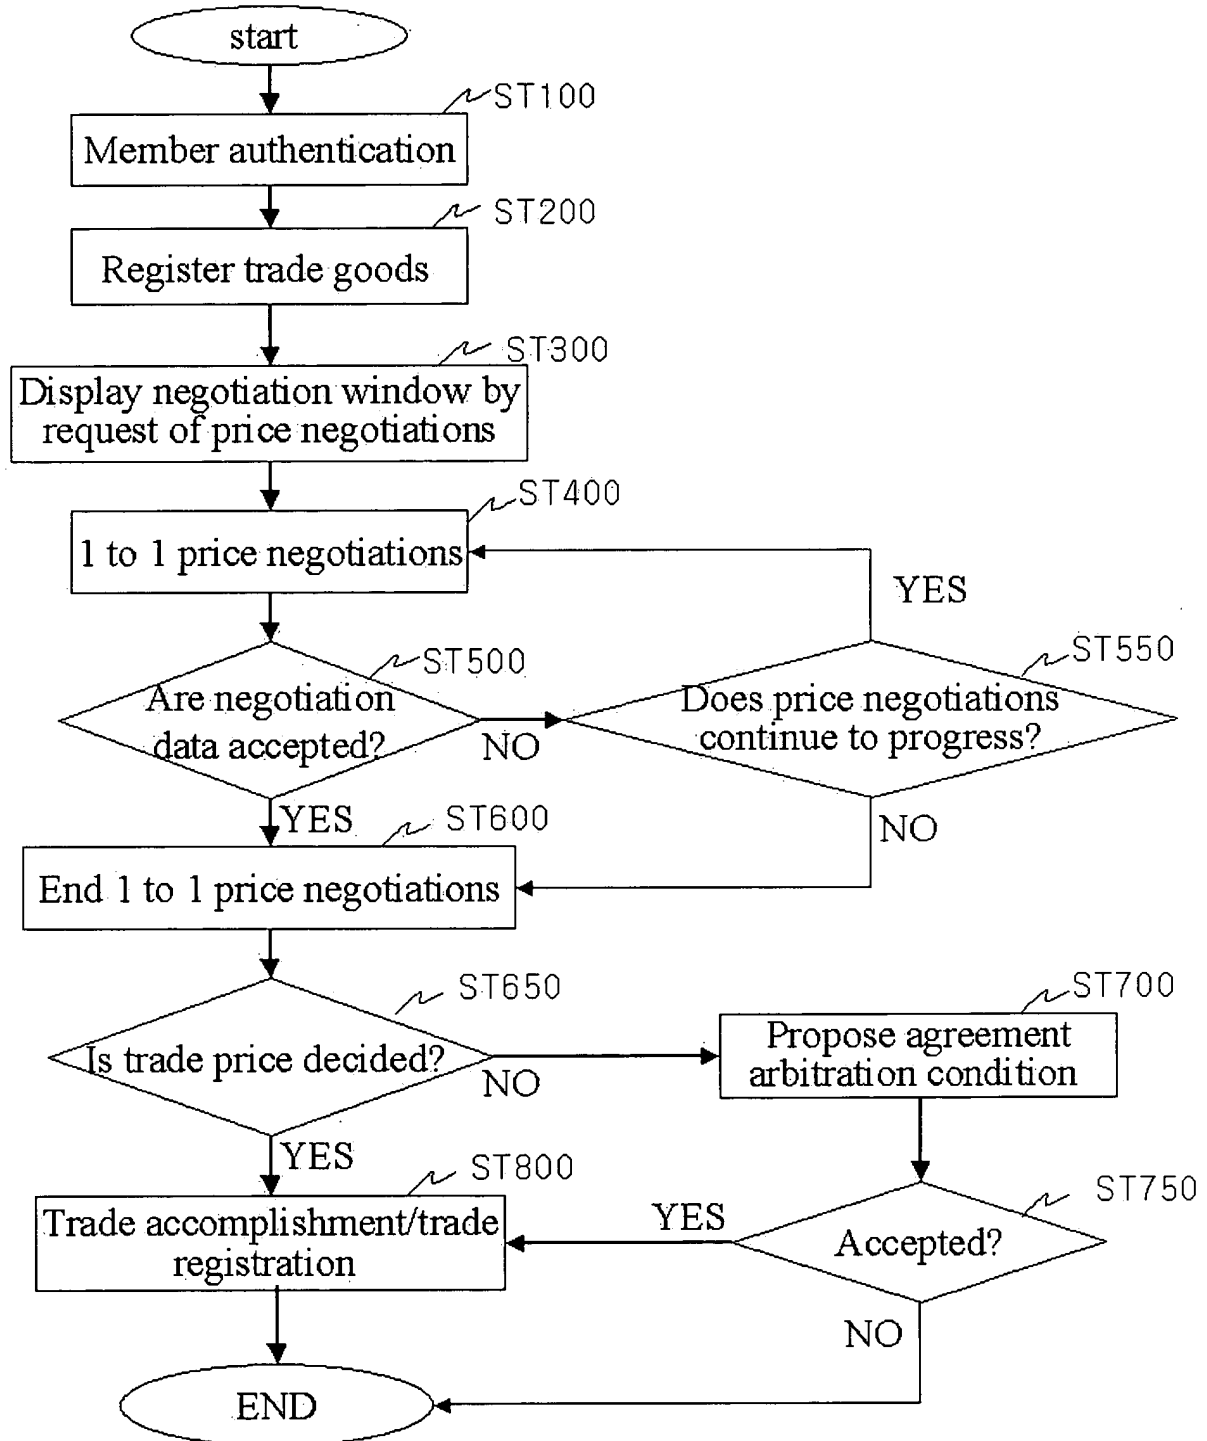 start
ST100
Member authentication
ST200
Register trade goods
ST300
Display negotiation window by
request of price negotiations
ST400
1 to 1 price negotiations
YES
ST500
Are negotiation
data accepted?
NO
ST550
Does price negotiations
continue to progress?
YES
NO
ST600
End 1 to 1 price negotiations
ST650
Is trade price decided?
NO
ST700
Propose agreement
arbitration condition
YES
ST800
Trade accomplishment/trade
registration
YES
ST750
Accepted?
NO
END